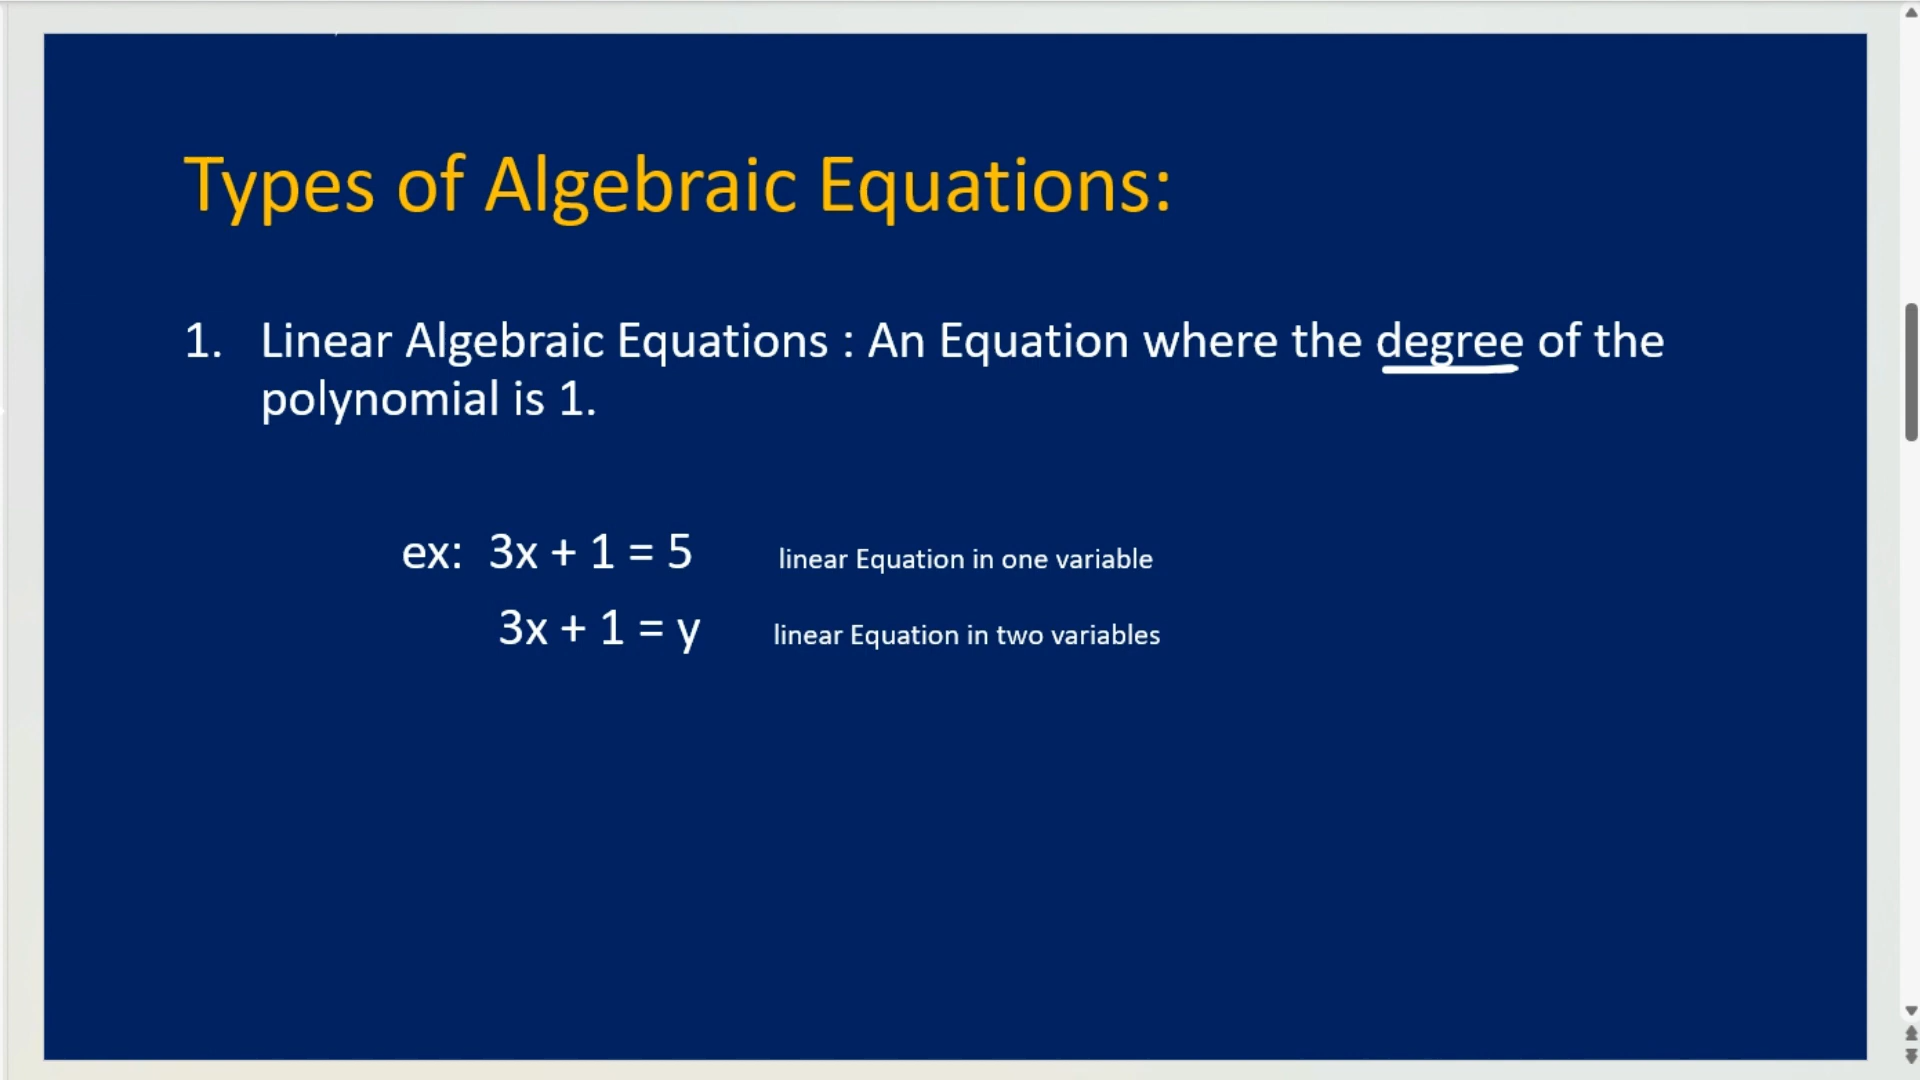 Types of Algebraic Equations:
1. Linear Algebraic Equations : An Equation where the degree of the
polynomial is 1.
ex: 3x + 1 = 5 linear Equation in one variable
3x + 1 = y linear Equation in two variables